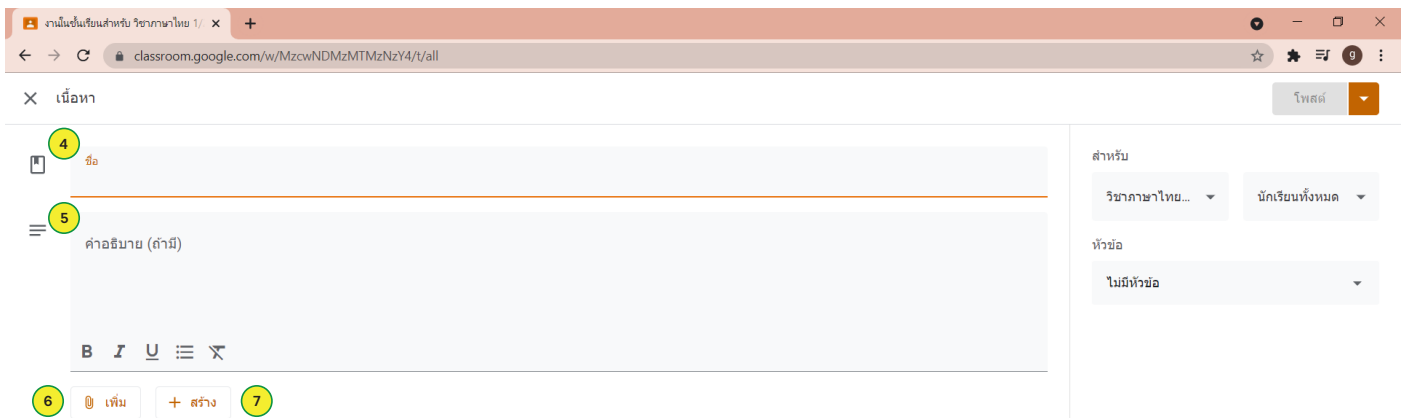 งานในชั้นเรียนสำหรับ วิชาภาษาไทย 1/
classroom.google.com/w/MzcwNDMzMTMzNzY4/t/all
g
เนื้อหา
โพสต์
4
ชื่อ
สำหรับ
วิชาภาษาไทย...
นักเรียนทั้งหมด
5
คำอธิบาย (ถ้ามี)
หัวข้อ
ไม่มีหัวข้อ
B I U
6
เพิ่ม
+ สร้าง
7